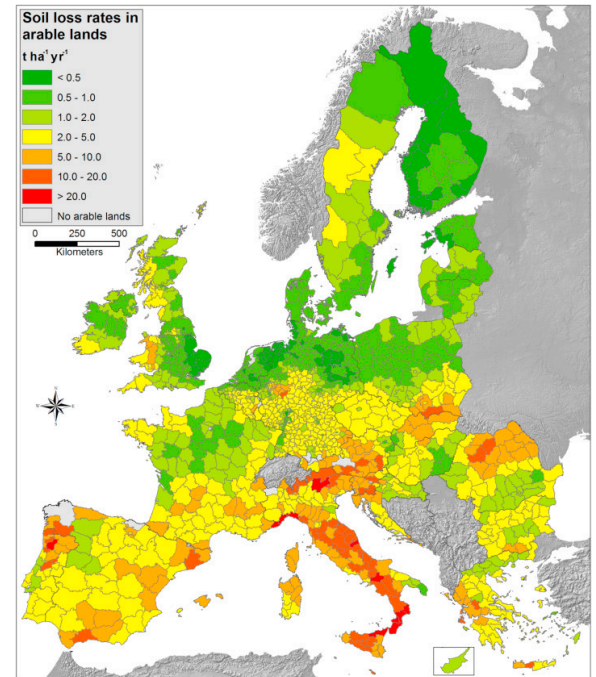 Soil loss rates in
arable lands
t ha⁻¹ yr⁻¹
< 0.5
0.5 - 1.0
1.0 - 2.0
2.0 - 5.0
5.0 - 10.0
10.0 - 20.0
> 20.0
No arable lands
0 250 500
Kilometers